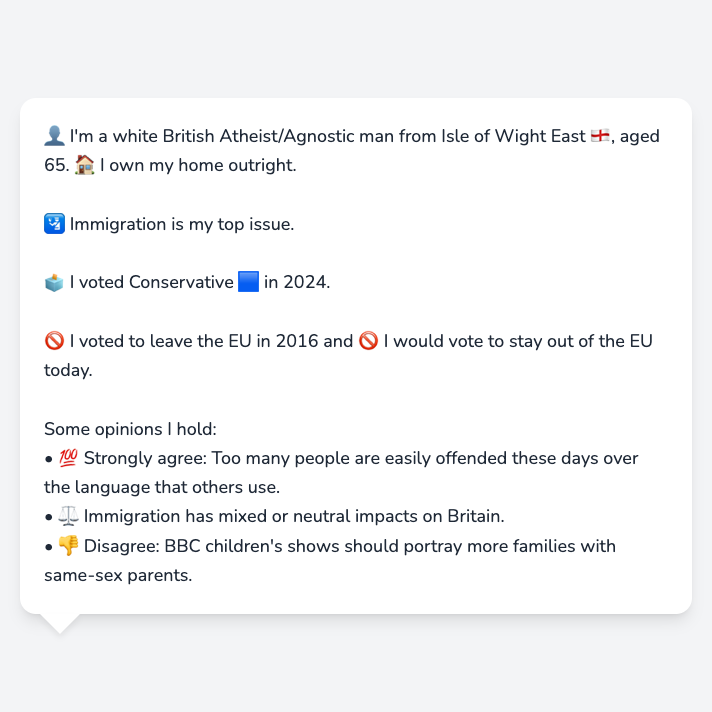 👤 I'm a white British Atheist/Agnostic man from Isle of Wight East 🏴󠁧󠁢󠁥󠁮󠁧󠁿, aged
65. 🏠 I own my home outright.
🛂 Immigration is my top issue.
🗳️ I voted Conservative 🟦 in 2024.
🚫 I voted to leave the EU in 2016 and 🚫 I would vote to stay out of the EU
today.
Some opinions I hold:
• 💯 Strongly agree: Too many people are easily offended these days over
the language that others use.
• ⚖️ Immigration has mixed or neutral impacts on Britain.
• 👎 Disagree: BBC children's shows should portray more families with
same-sex parents.